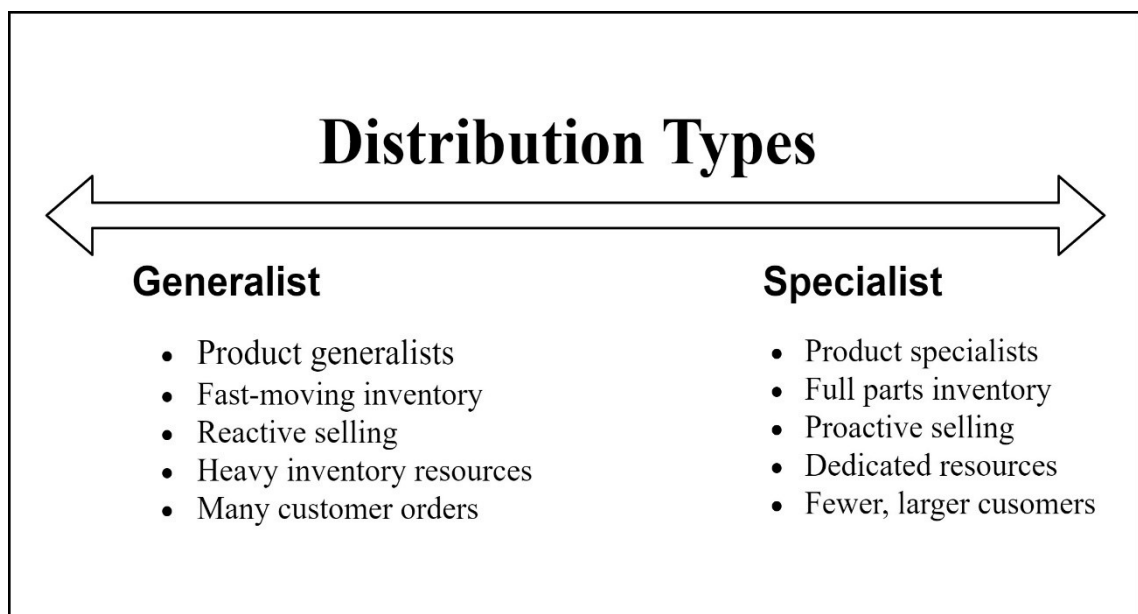 Distribution Types
Generalist
• Product generalists
• Fast-moving inventory
• Reactive selling
• Heavy inventory resources
• Many customer orders
Specialist
• Product specialists
• Full parts inventory
• Proactive selling
• Dedicated resources
• Fewer, larger cusomers